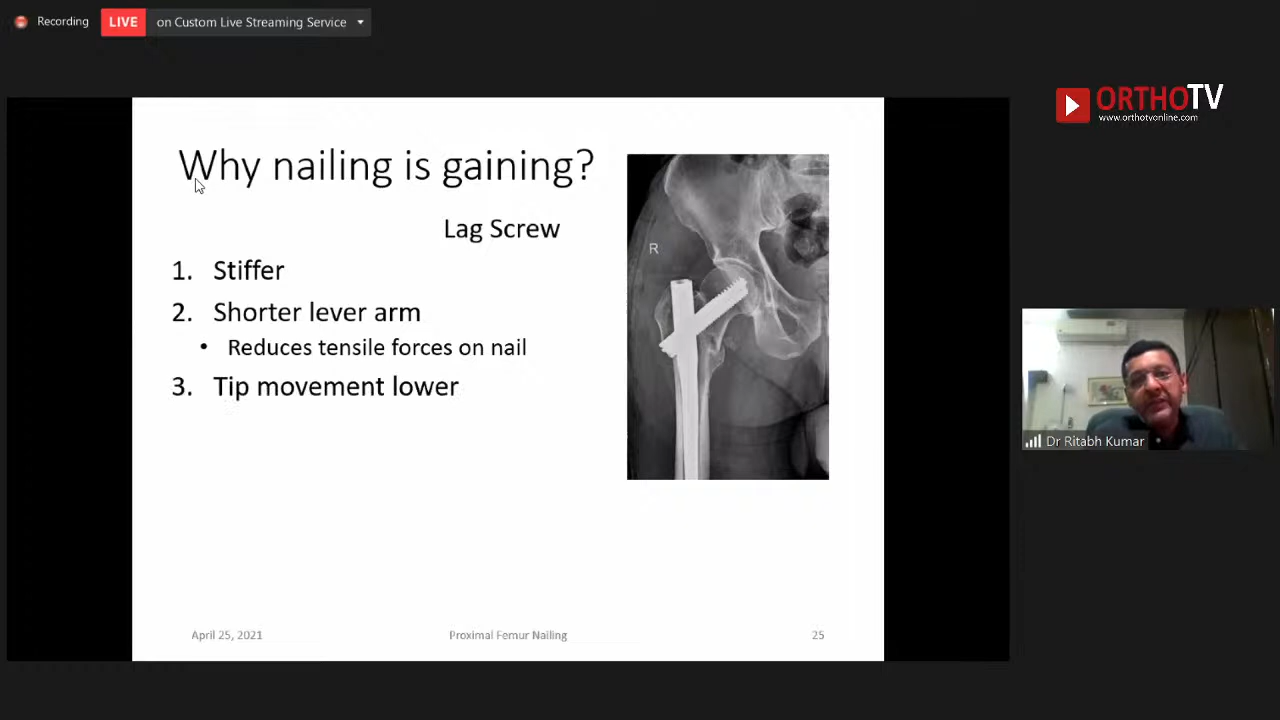 Recording
LIVE on Custom Live Streaming Service
ORTHOTV
www.orthotvonline.com
Why nailing is gaining?
Lag Screw
1. Stiffer
2. Shorter lever arm
• Reduces tensile forces on nail
3. Tip movement lower
R
Dr Ritabh Kumar
April 25, 2021
Proximal Femur Nailing
25